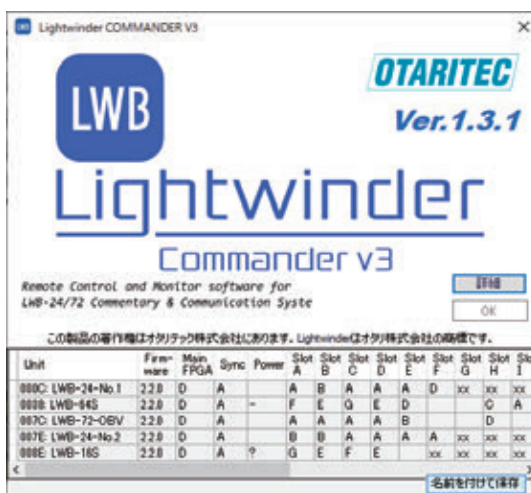 Lightwinder COMMANDER V3
LWB
OTARITEC
Ver.1.3.1
Lightwinder
Commander v3
Remote Control and Monitor software for
LWB-24/72 Commentary & Communication Syste
詳細
OK
この製品の著作権はオタリテック株式会社にあります。Lightwinderはオタリ株式会社の商標です。
Unit Firm-ware Main FPGA Sync Power Slot A Slot B Slot C Slot D Slot E Slot F Slot G Slot H Slot I
000C: LWB-24-No.1 2.2.0 D A A B A A A D xx xx xx
LWB-64S 2.2.0 D A - F E G E D C A
007C: LWB-72-OBV 2.2.0 D A A A A A B D
007E: LWB-24-No.2 2.2.0 D A B B A A A A xx xx xx
LWB-16S 2.2.0 D A ? G E F E xx xx xx
名前を付けて保存